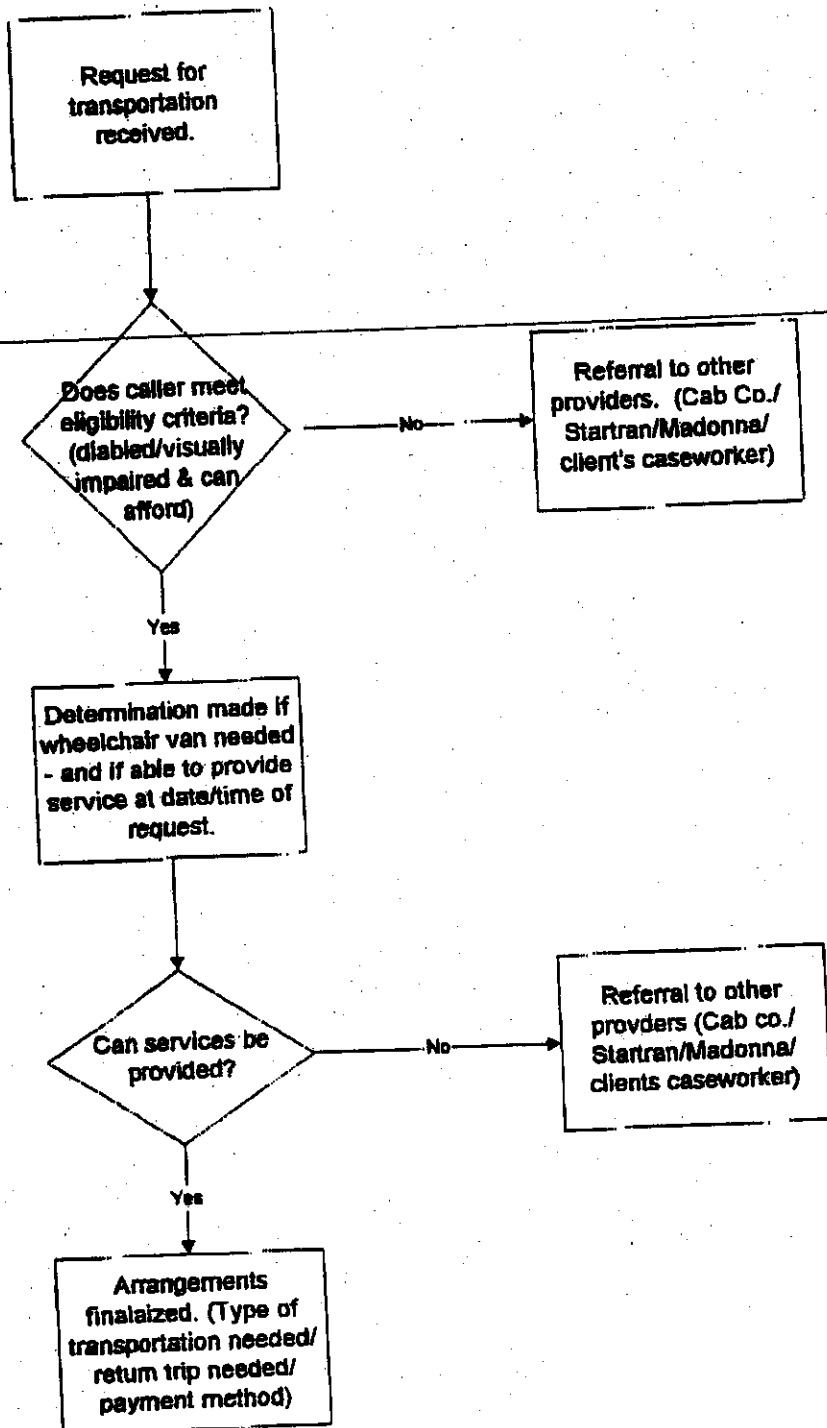 Request for
transportation
received.
Does caller meet
eligibility criteria?
(diabled/visually
impaired & can
afford)
No
Referral to other
providers. (Cab Co./
Startran/Madonna/
client's caseworker)
Yes
Determination made if
wheelchair van needed
- and if able to provide
service at date/time of
request.
Can services be
provided?
No
Referral to other
provders (Cab co./
Startran/Madonna/
clients caseworker)
Yes
Arrangements
finalaized. (Type of
transportation needed/
return trip needed/
payment method)